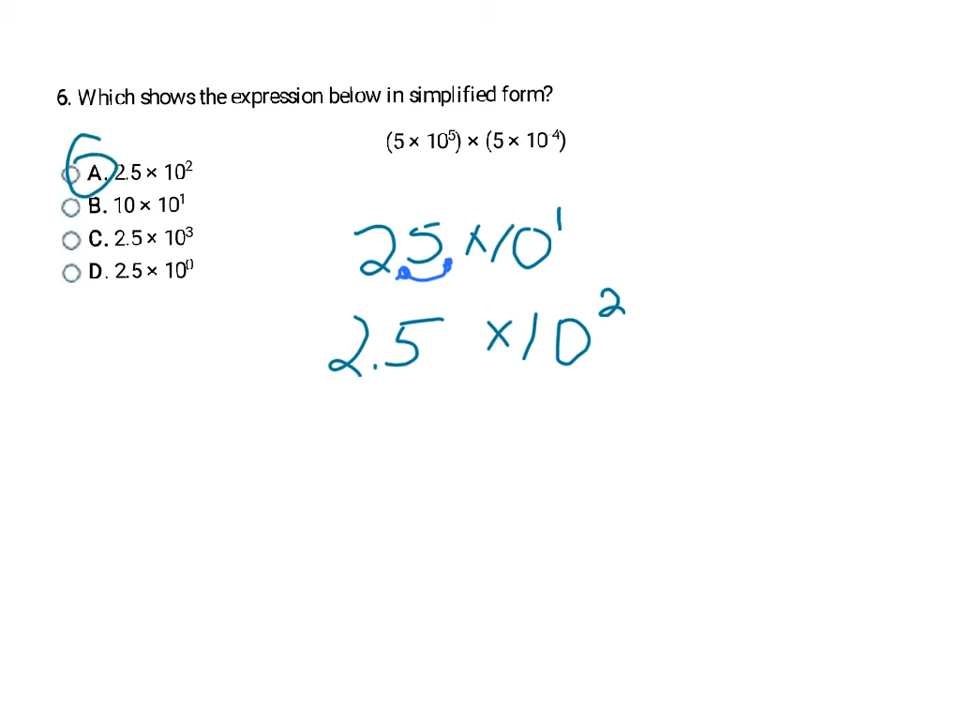 6. Which shows the expression below in simplified form?
(5 × 10⁵) × (5 × 10⁻⁴)
A. 2.5 × 10²
B. 10 × 10¹
C. 2.5 × 10³
D. 2.5 × 10⁰
25 ×10¹
2.5 ×10²